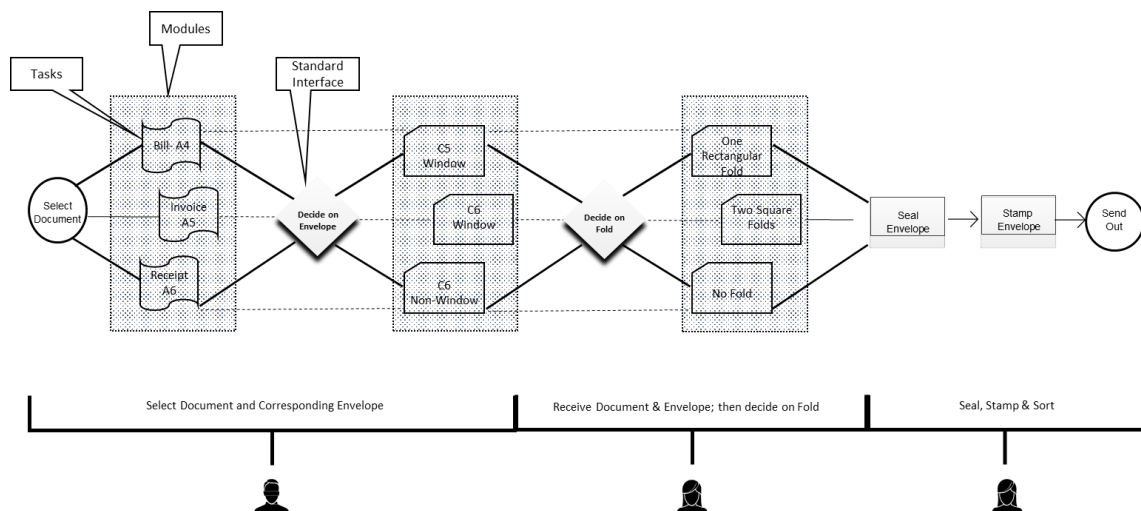 Modules
Tasks
Standard
Interface
Select
Document
Bill- A4
Invoice
A5
Receipt
A6
Decide on
Envelope
C5
Window
C6
Window
C6
Non-Window
Decide on
Fold
One
Rectangular
Fold
Two Square
Folds
No Fold
Seal
Envelope
Stamp
Envelope
Send
Out
Select Document and Corresponding Envelope
Receive Document & Envelope; then decide on Fold
Seal, Stamp & Sort